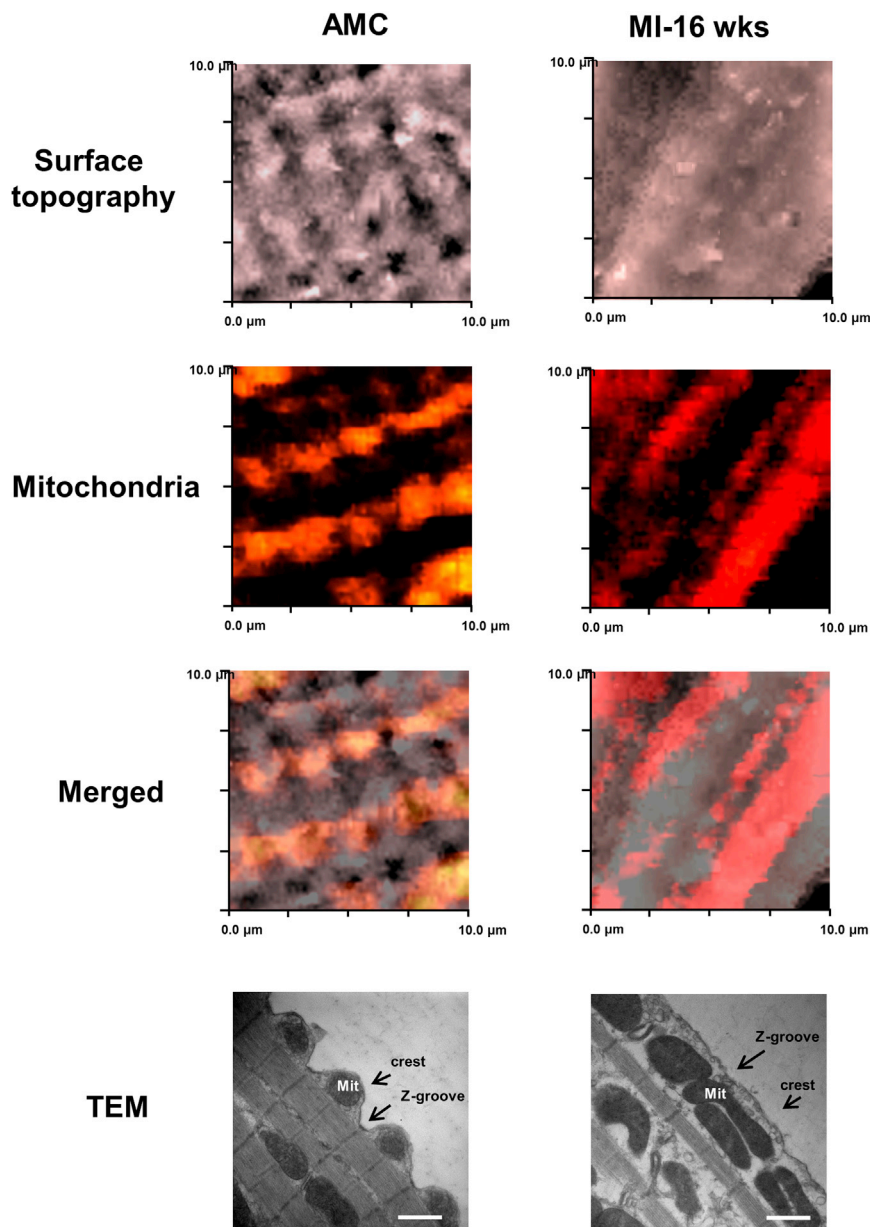 AMC
MI-16 wks
Surface
topography
10.0 µm
0.0 µm
10.0 µm
10.0 µm
0.0 µm
10.0 µm
Mitochondria
10.0 µm
0.0 µm
10.0 µm
10.0 µm
0.0 µm
10.0 µm
Merged
10.0 µm
0.0 µm
10.0 µm
10.0 µm
0.0 µm
10.0 µm
TEM
crest
Mit
Z-groove
Z-groove
crest
Mit